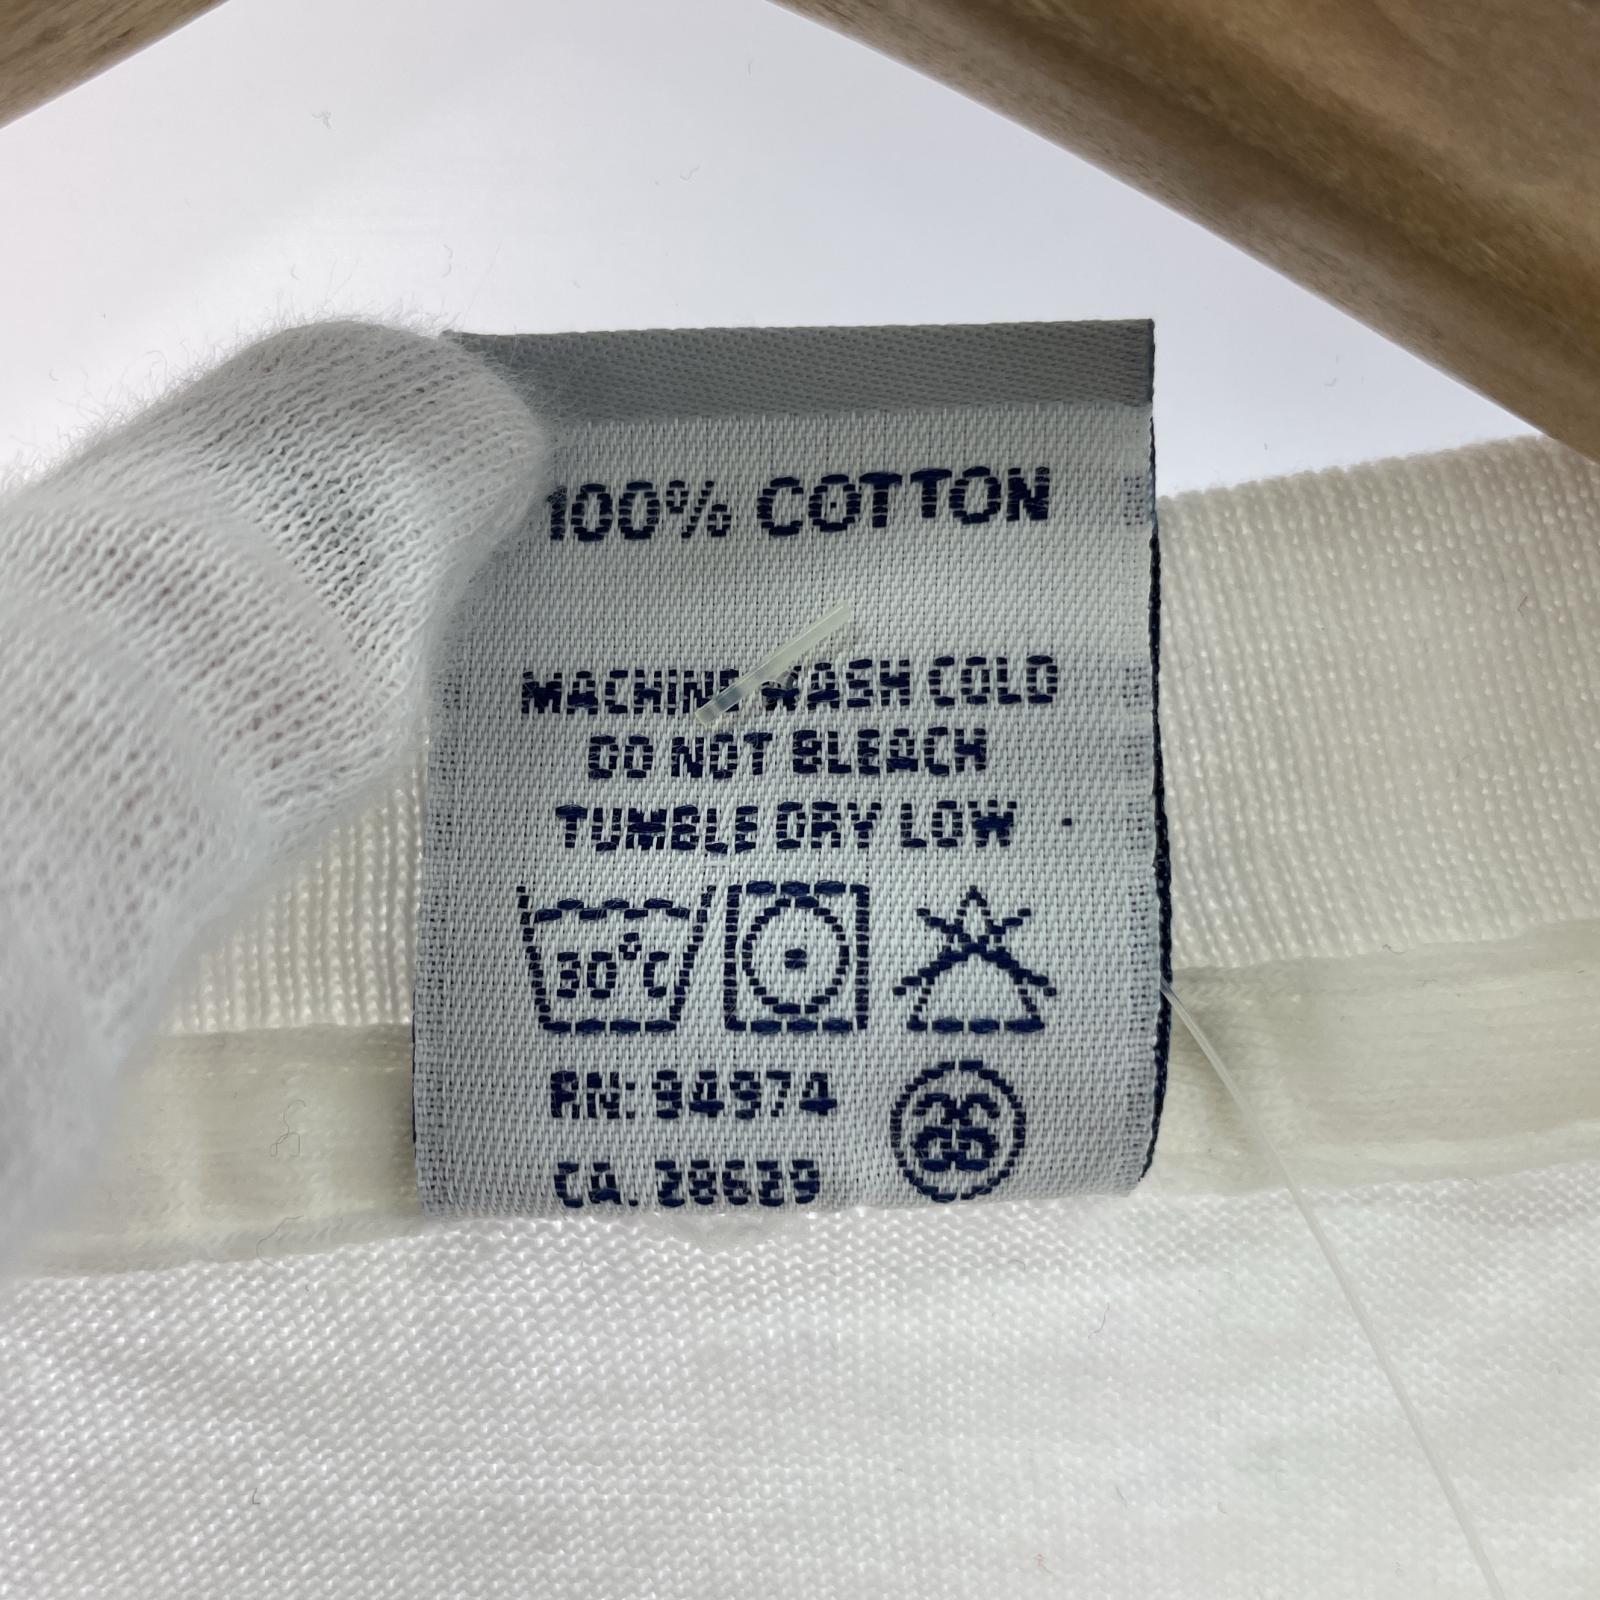 100% COTTON
MACHINE WASH COLD
DO NOT BLEACH
TUMBLE DRY LOW
30°C
RN: 94974
CA. 28629